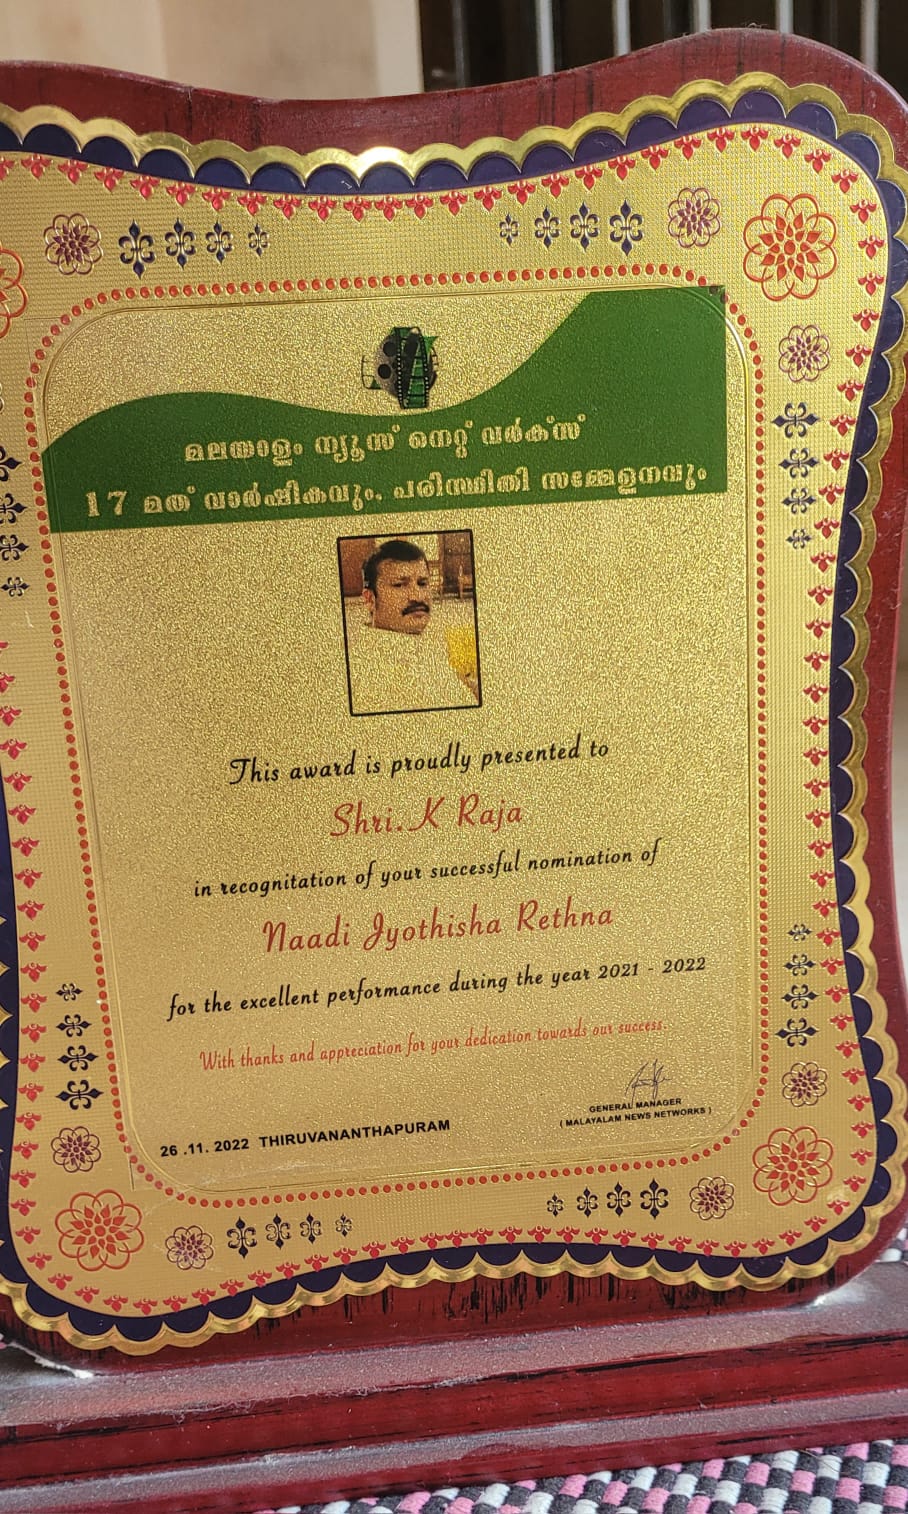 മലയാളം ന്യൂസ് നെറ്റ് വർക്സ്
17 മത് വാർഷികവും, പരിസ്ഥിതി സമ്മേളനവും
This award is proudly presented to
Shri.K Raja
in recognitation of your successful nomination of
Naadi Jyothisha Rethna
for the excellent performance during the year 2021 - 2022
With thanks and appreciation for your dedication towards our success.
GENERAL MANAGER
( MALAYALAM NEWS NETWORKS )
26 .11. 2022 THIRUVANANTHAPURAM